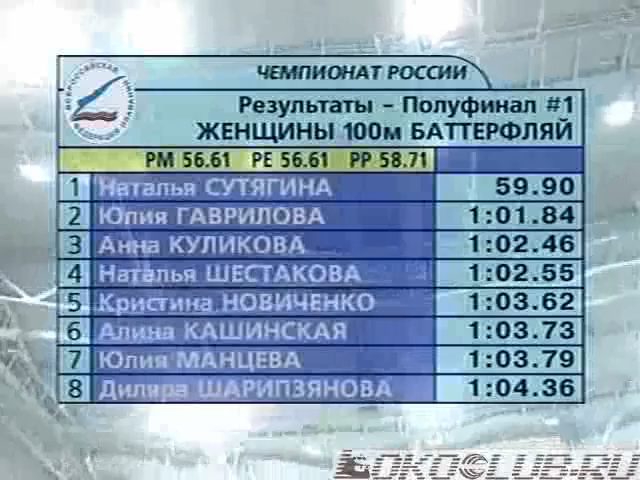 ЧЕМПИОНАТ РОССИИ
Результаты - Полуфинал #1
ЖЕНЩИНЫ 100м БАТТЕРФЛЯЙ
РМ 56.61 РЕ 56.61 РР 58.71
1 Наталья СУТЯГИНА 59.90
2 Юлия ГАВРИЛОВА 1:01.84
3 Анна КУЛИКОВА 1:02.46
4 Наталья ШЕСТАКОВА 1:02.55
5 Кристина НОВИЧЕНКО 1:03.62
6 Алина КАШИНСКАЯ 1:03.73
7 Юлия МАНЦЕВА 1:03.79
8 Диляра ШАРИПЗЯНОВА 1:04.36